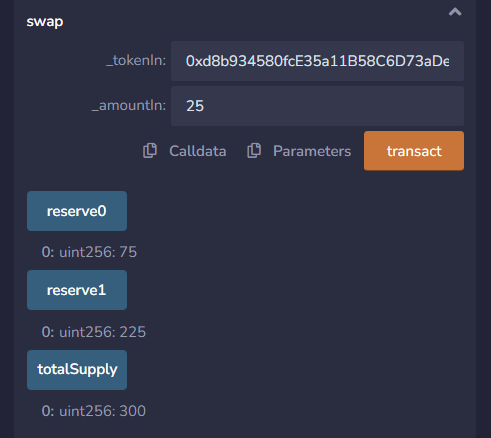 swap
_tokenIn: 0xd8b934580fcE35a11B58C6D73aDe
_amountIn: 25
Calldata Parameters transact
reserve0
0: uint256: 75
reserve1
0: uint256: 225
totalSupply
0: uint256: 300